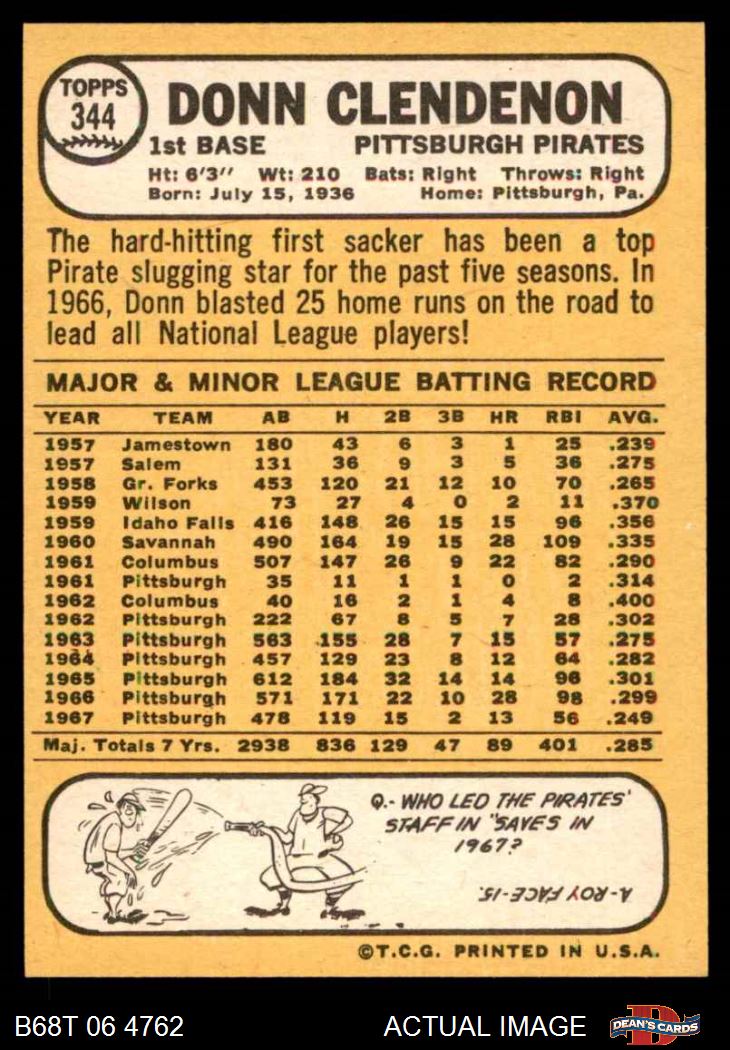 TOPPS
344
DONN CLENDENON
1st BASE PITTSBURGH PIRATES
Ht: 6'3" Wt: 210 Bats: Right Throws: Right
Born: July 15, 1936 Home: Pittsburgh, Pa.
The hard-hitting first sacker has been a top
Pirate slugging star for the past five seasons. In
1966, Donn blasted 25 home runs on the road to
lead all National League players!
MAJOR & MINOR LEAGUE BATTING RECORD
YEAR TEAM AB H 2B 3B HR RBI AVG.
1957 Jamestown 180 43 6 3 1 25 .239
1957 Salem 131 36 9 3 5 36 .275
1958 Gr. Forks 453 120 21 12 10 70 .265
1959 Wilson 73 27 4 0 2 11 .370
1959 Idaho Falls 416 148 26 15 15 96 .356
1960 Savannah 490 164 19 15 28 109 .335
1961 Columbus 507 147 26 9 22 82 .290
1961 Pittsburgh 35 11 1 1 0 2 .314
1962 Columbus 40 16 2 1 4 8 .400
1962 Pittsburgh 222 67 8 5 7 28 .302
1963 Pittsburgh 563 155 28 7 15 57 .275
1964 Pittsburgh 457 129 23 8 12 64 .282
1965 Pittsburgh 612 184 32 14 14 96 .301
1966 Pittsburgh 571 171 22 10 28 98 .299
1967 Pittsburgh 478 119 15 2 13 56 .249
Maj. Totals 7 Yrs. 2938 836 129 47 89 401 .285
Q.- WHO LED THE PIRATES'
STAFF IN "SAVES IN
1967?
A- ROY FACE-15.
©T.C.G. PRINTED IN U.S.A.
B68T 06 4762 ACTUAL IMAGE DEAN'S CARDS